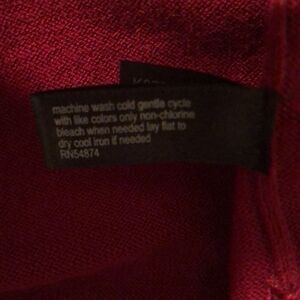 machine wash cold gentle cycle
with like colors only non-chlorine
bleach when needed lay flat to
dry cool iron if needed
RN54874